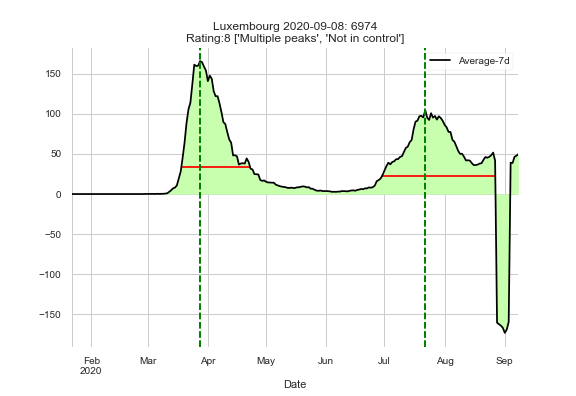 Luxembourg 2020-09-08: 6974
Rating:8 ['Multiple peaks', 'Not in control']
Average-7d
150
100
50
0
−50
−100
−150
Feb Mar Apr May Jun Jul Aug Sep
2020
Date